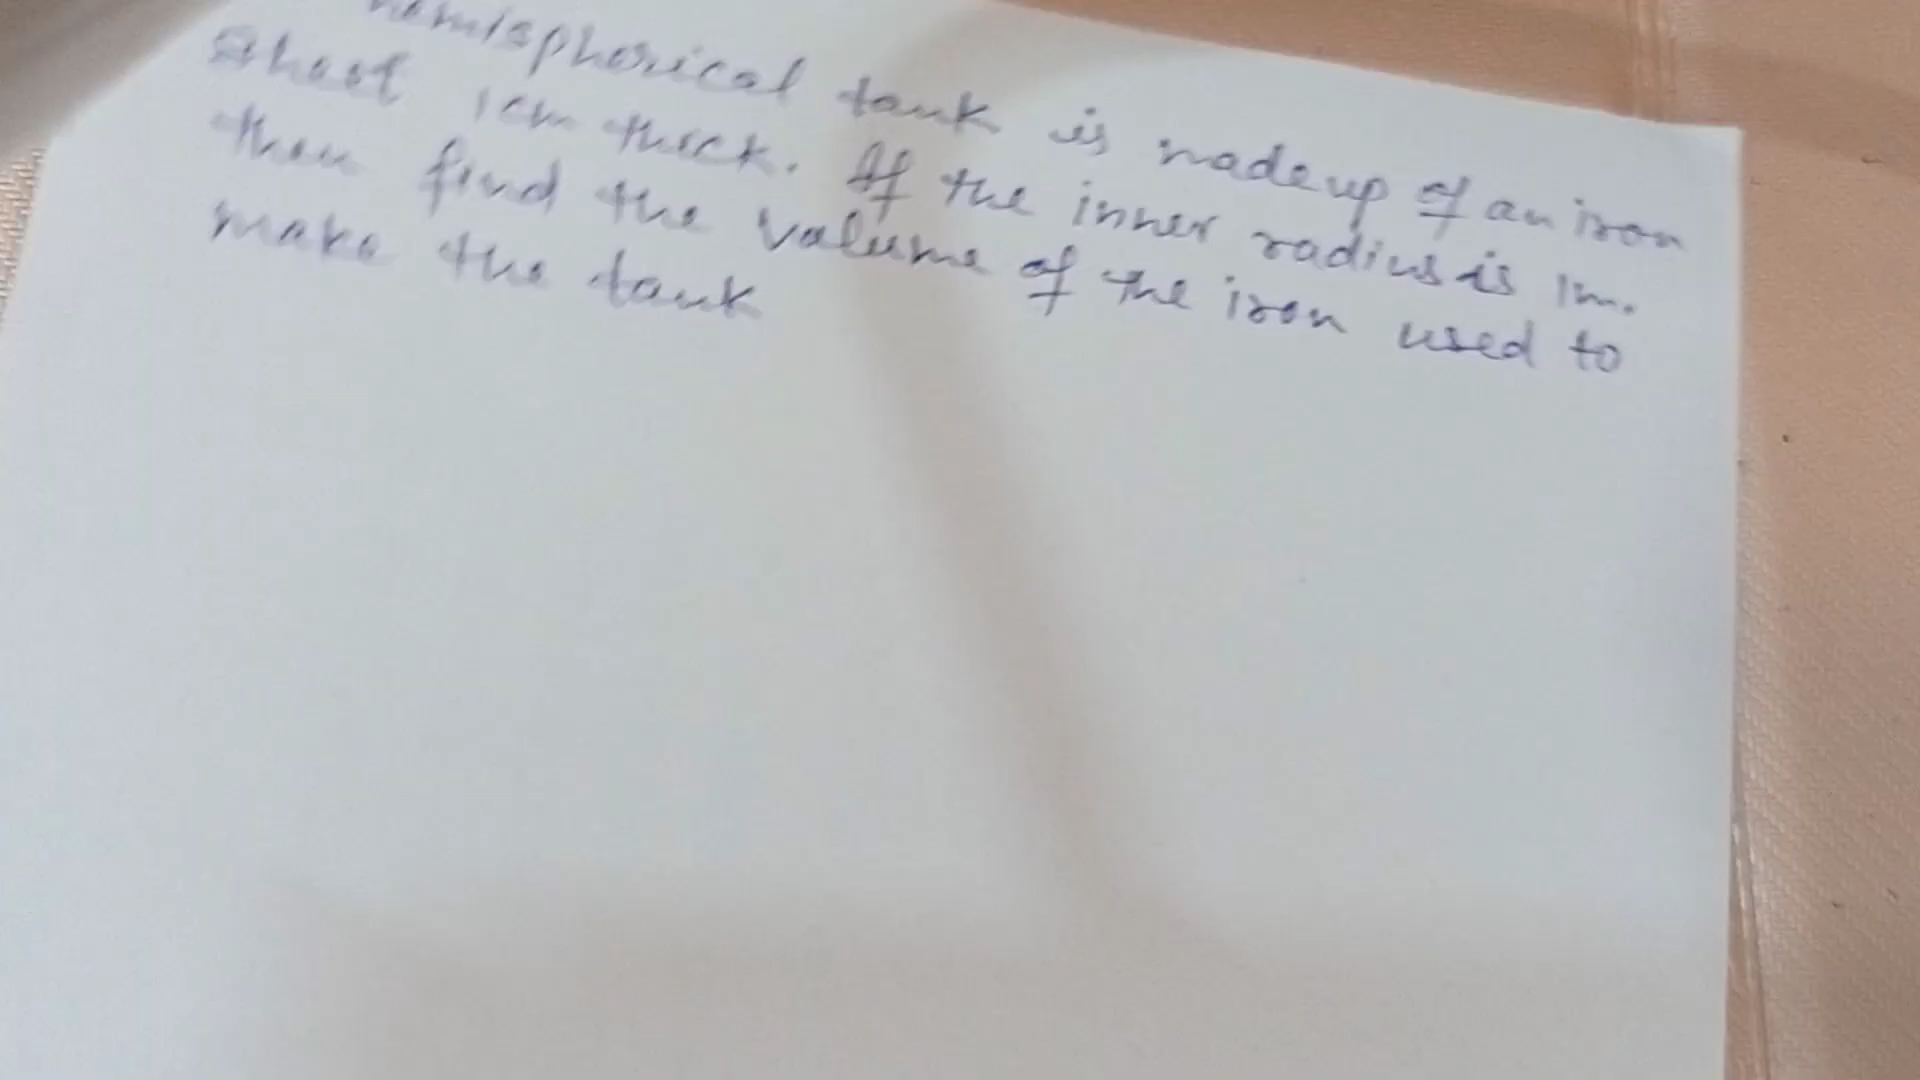 hemispherical tank is made up of an iron
sheet 1cm thick. If the inner radius is 1m.
then find the volume of the iron used to
make the tank